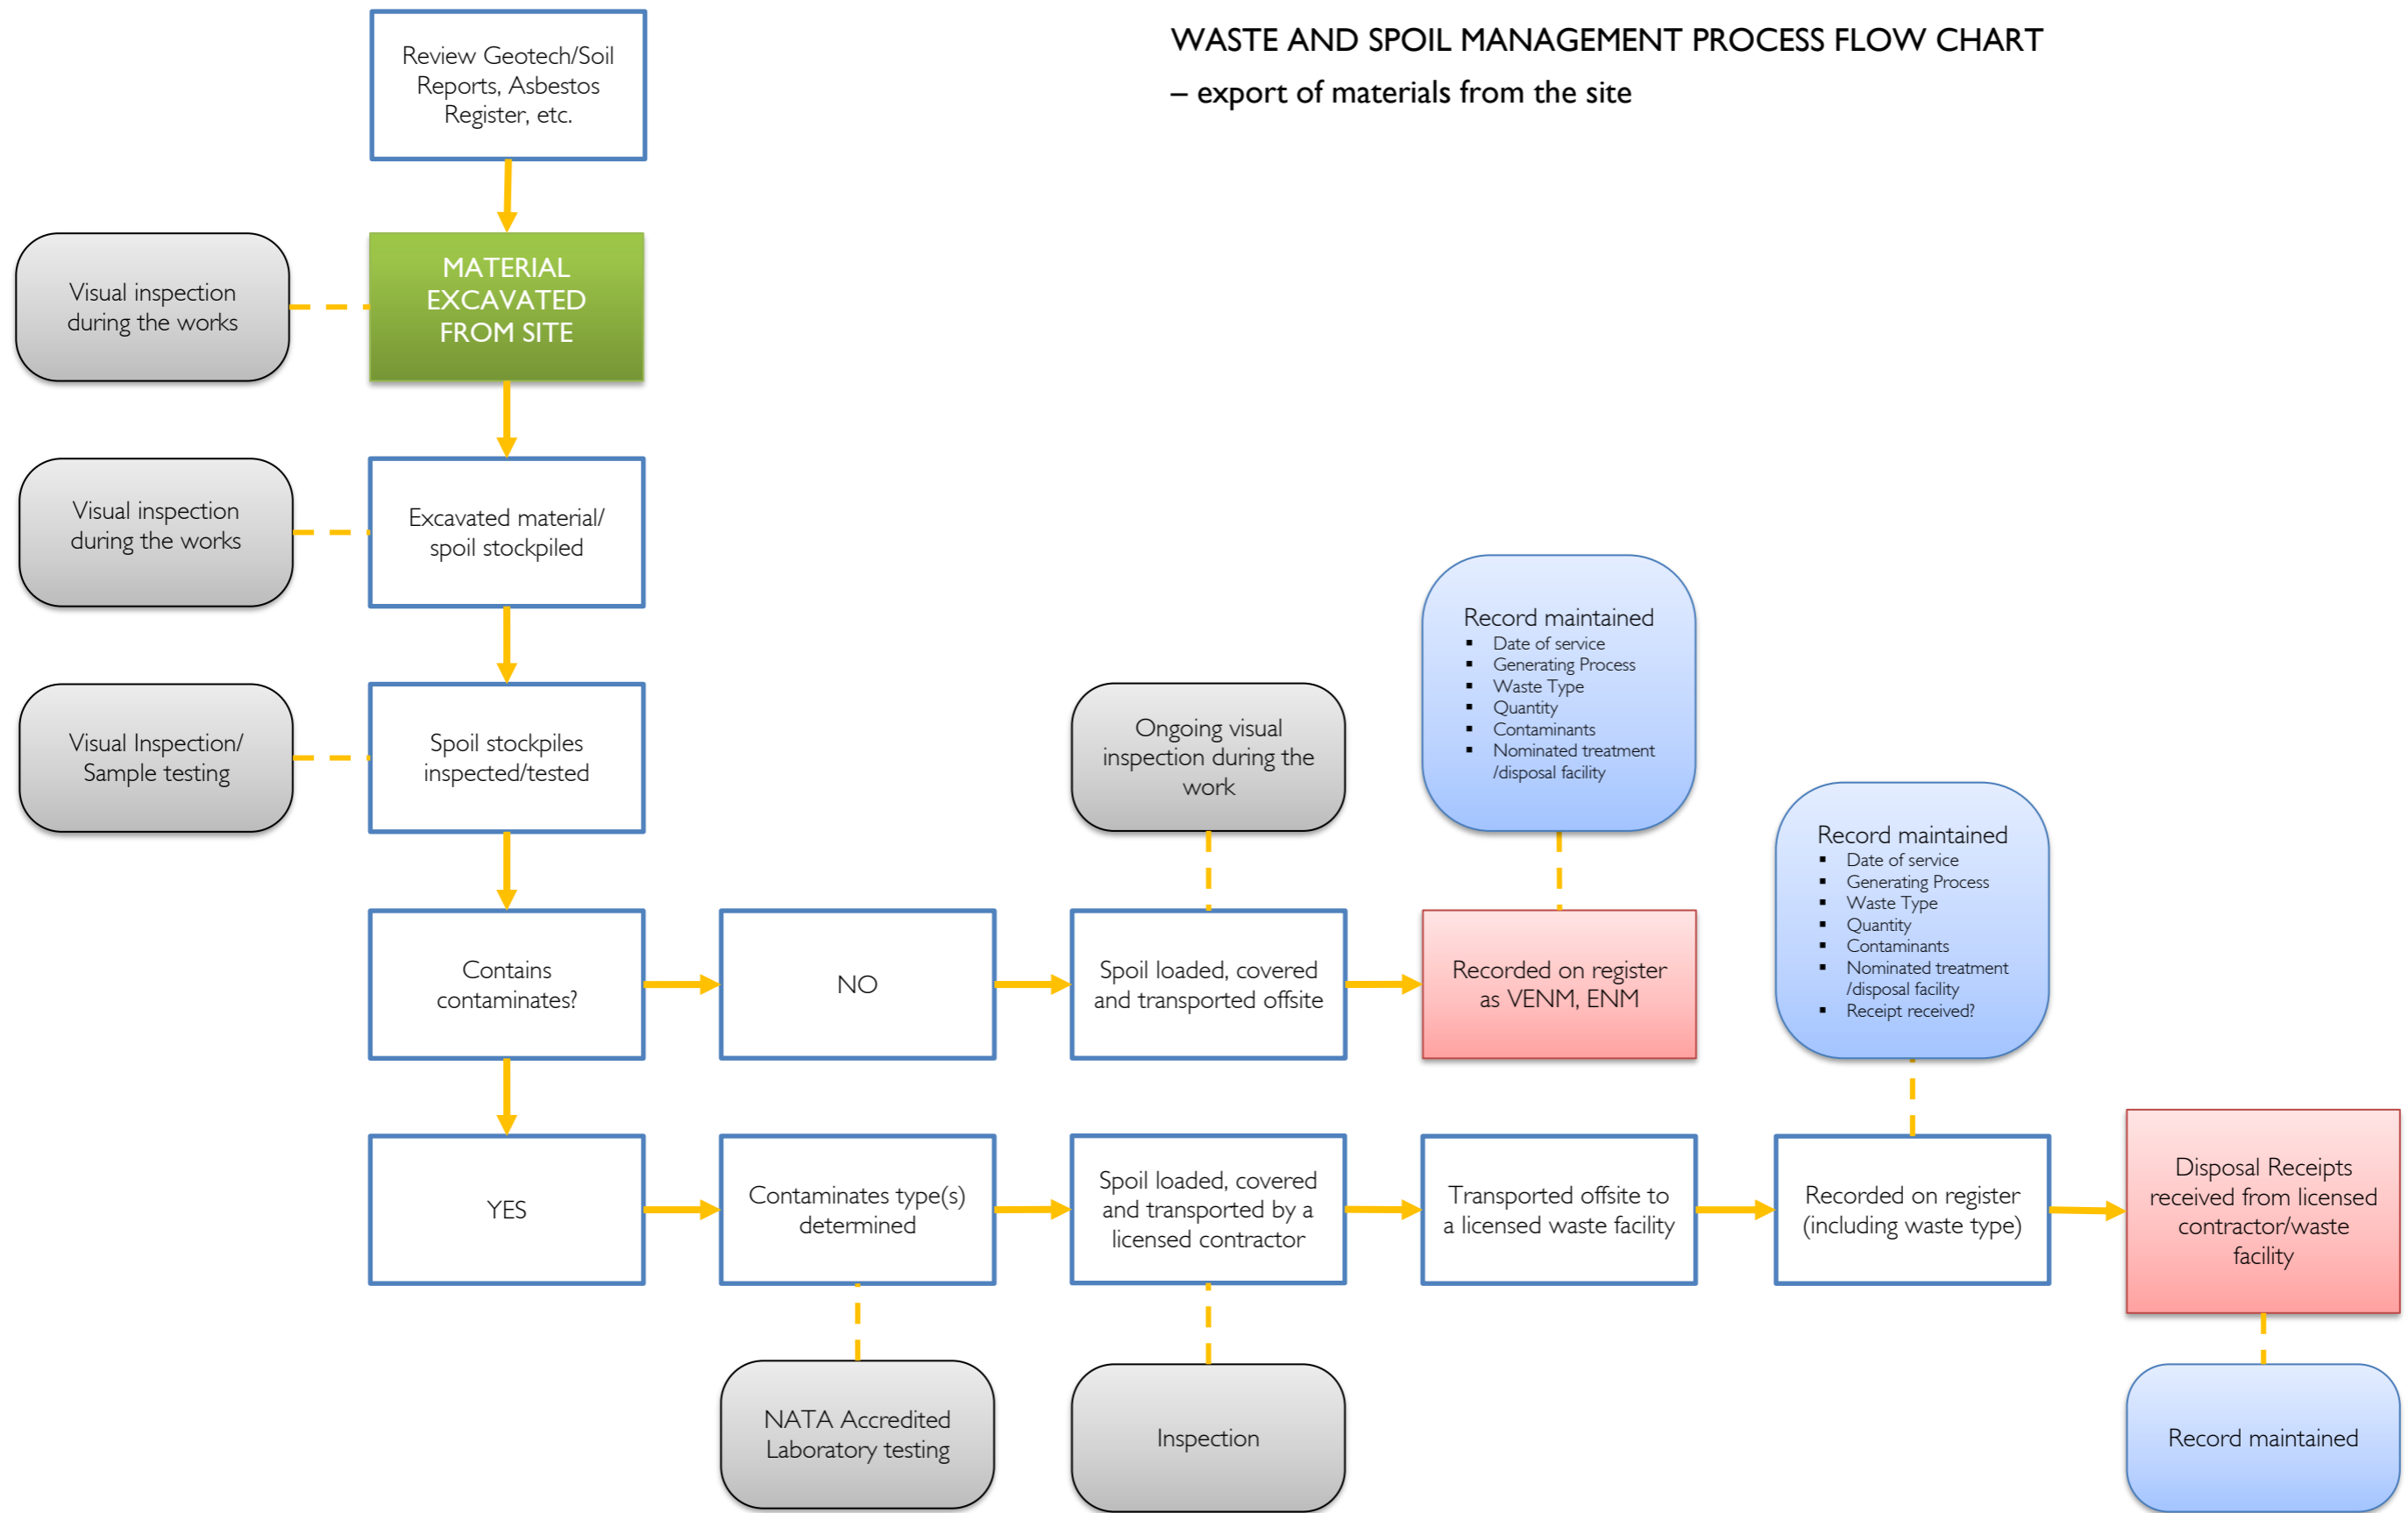 WASTE AND SPOIL MANAGEMENT PROCESS FLOW CHART
– export of materials from the site
Review Geotech/Soil
Reports, Asbestos
Register, etc.
Visual inspection
during the works
MATERIAL
EXCAVATED
FROM SITE
Visual inspection
during the works
Excavated material/
spoil stockpiled
Visual Inspection/
Sample testing
Spoil stockpiles
inspected/tested
Ongoing visual
inspection during the
work
Record maintained
▪ Date of service
▪ Generating Process
▪ Waste Type
▪ Quantity
▪ Contaminants
▪ Nominated treatment
/disposal facility
Record maintained
▪ Date of service
▪ Generating Process
▪ Waste Type
▪ Quantity
▪ Contaminants
▪ Nominated treatment
/disposal facility
▪ Receipt received?
Contains
contaminates?
NO
Spoil loaded, covered
and transported offsite
Recorded on register
as VENM, ENM
YES
Contaminates type(s)
determined
Spoil loaded, covered
and transported by a
licensed contractor
Transported offsite to
a licensed waste facility
Recorded on register
(including waste type)
Disposal Receipts
received from licensed
contractor/waste
facility
NATA Accredited
Laboratory testing
Inspection
Record maintained